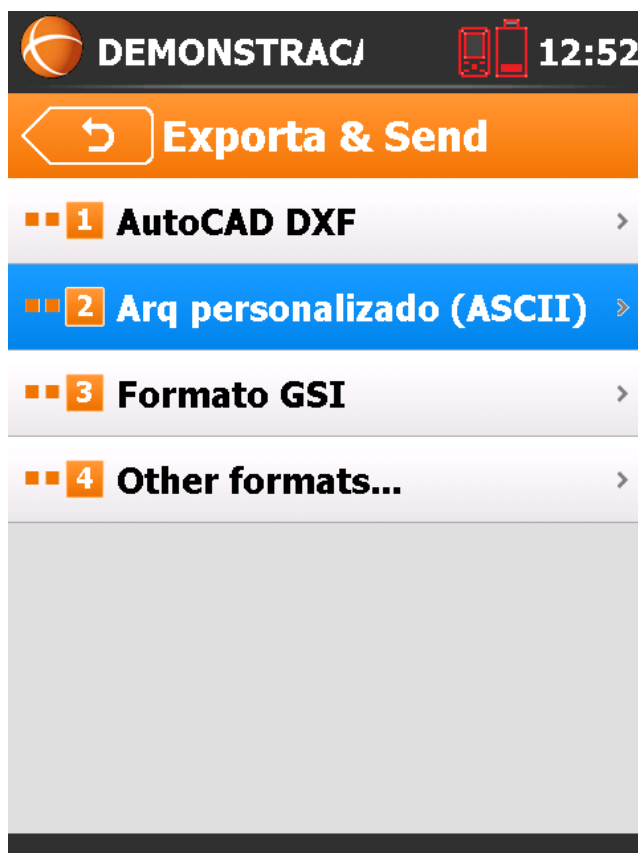 DEMONSTRACA 12:52
Exporta & Send
1 AutoCAD DXF
2 Arq personalizado (ASCII)
3 Formato GSI
4 Other formats...